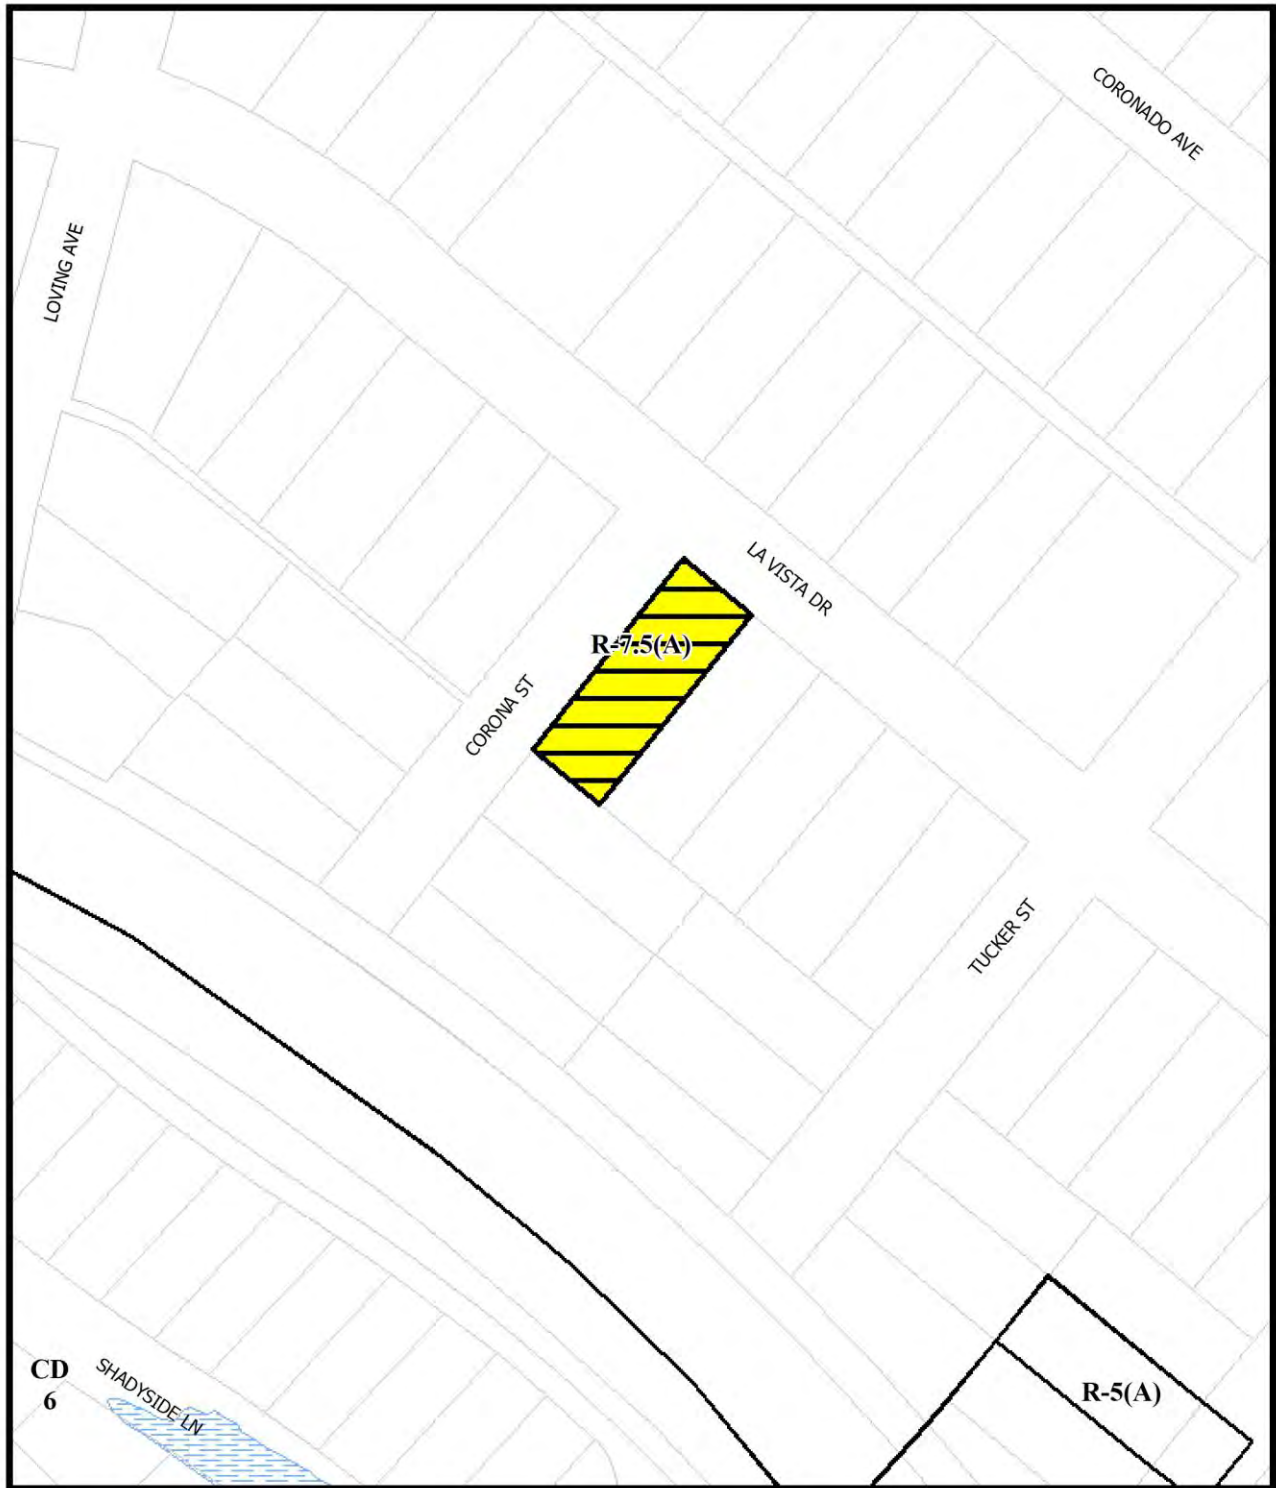 CORONADO AVE
LOVING AVE
LA VISTA DR
R-7.5(A)
CORONA ST
TUCKER ST
CD
6
SHADYSIDE LN
R-5(A)